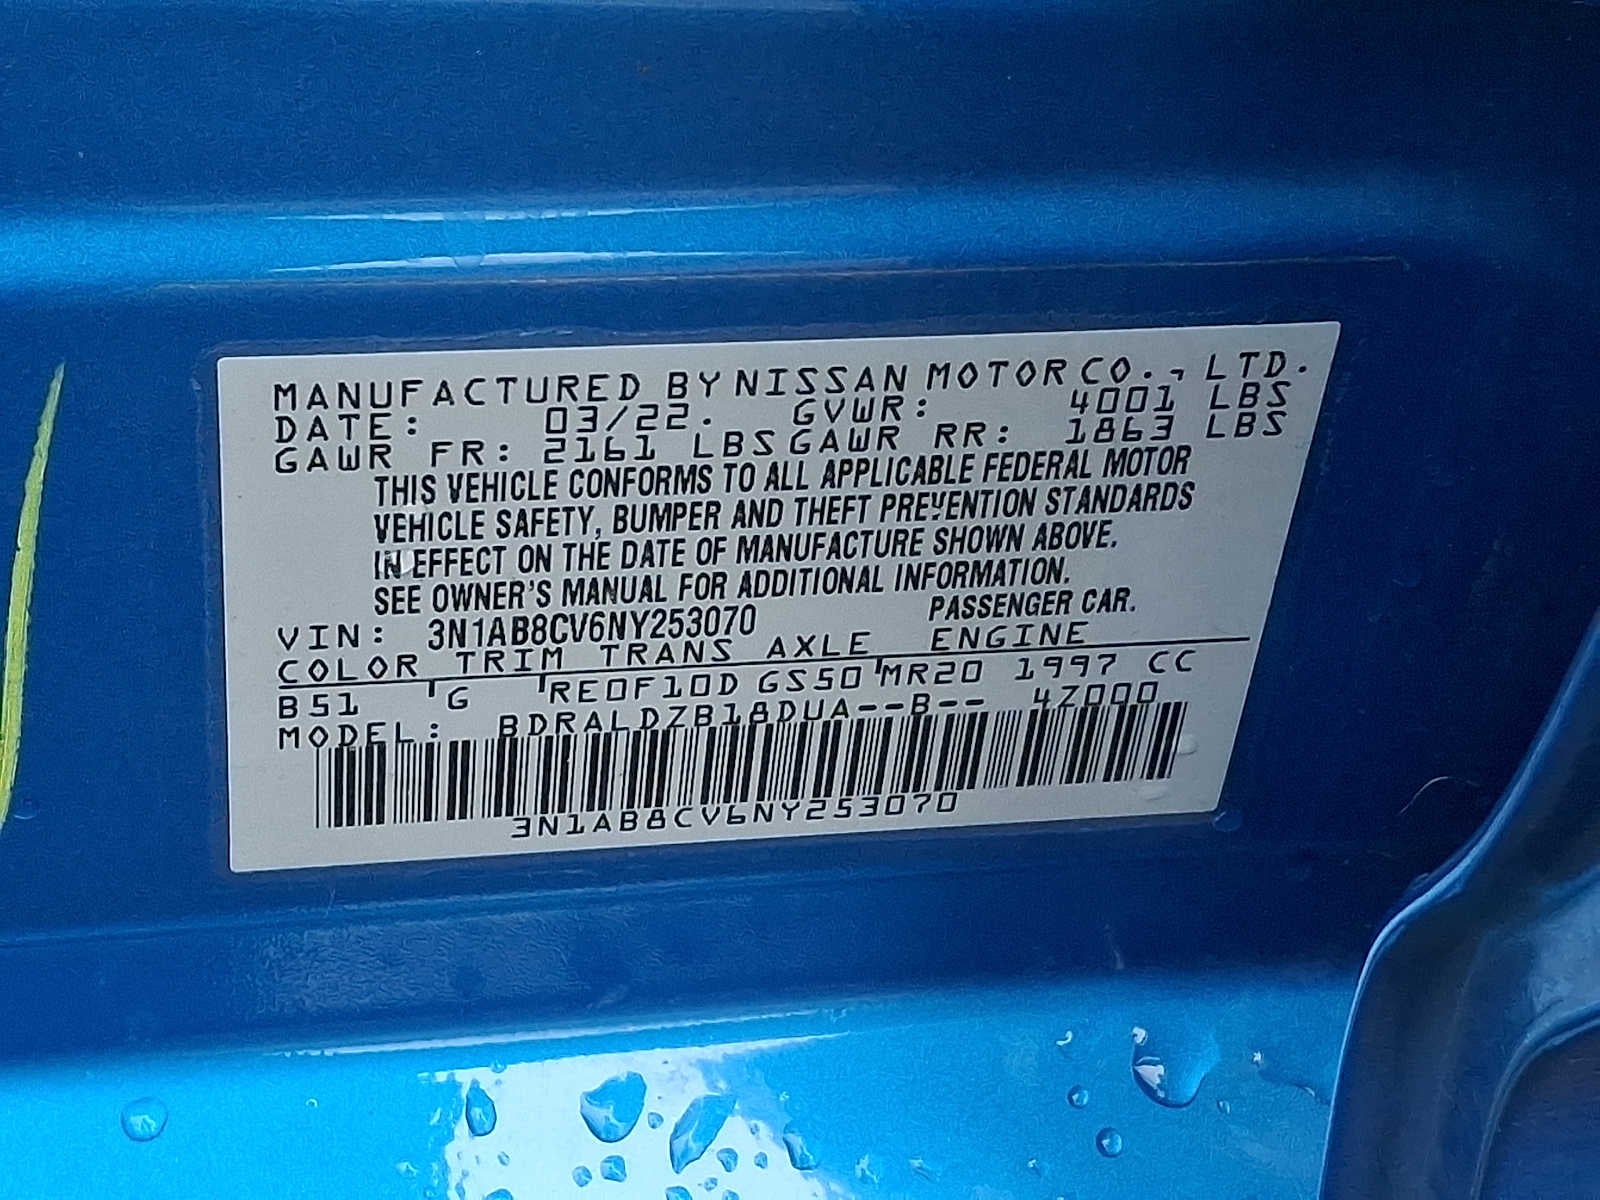 MANUFACTURED BY NISSAN MOTOR CO., LTD.
DATE: 03/22. GVWR: 4001 LBS
GAWR FR: 2161 LBS GAWR RR: 1863 LBS
THIS VEHICLE CONFORMS TO ALL APPLICABLE FEDERAL MOTOR
VEHICLE SAFETY, BUMPER AND THEFT PREVENTION STANDARDS
IN EFFECT ON THE DATE OF MANUFACTURE SHOWN ABOVE.
SEE OWNER'S MANUAL FOR ADDITIONAL INFORMATION.
VIN: 3N1AB8CV6NY253070 PASSENGER CAR.
COLOR TRIM TRANS AXLE ENGINE
B51 G RE0F10D GS50 MR20 1997 CC
MODEL: BDRALDZB18DUA--B-- 4Z000
3N1AB8CV6NY253070